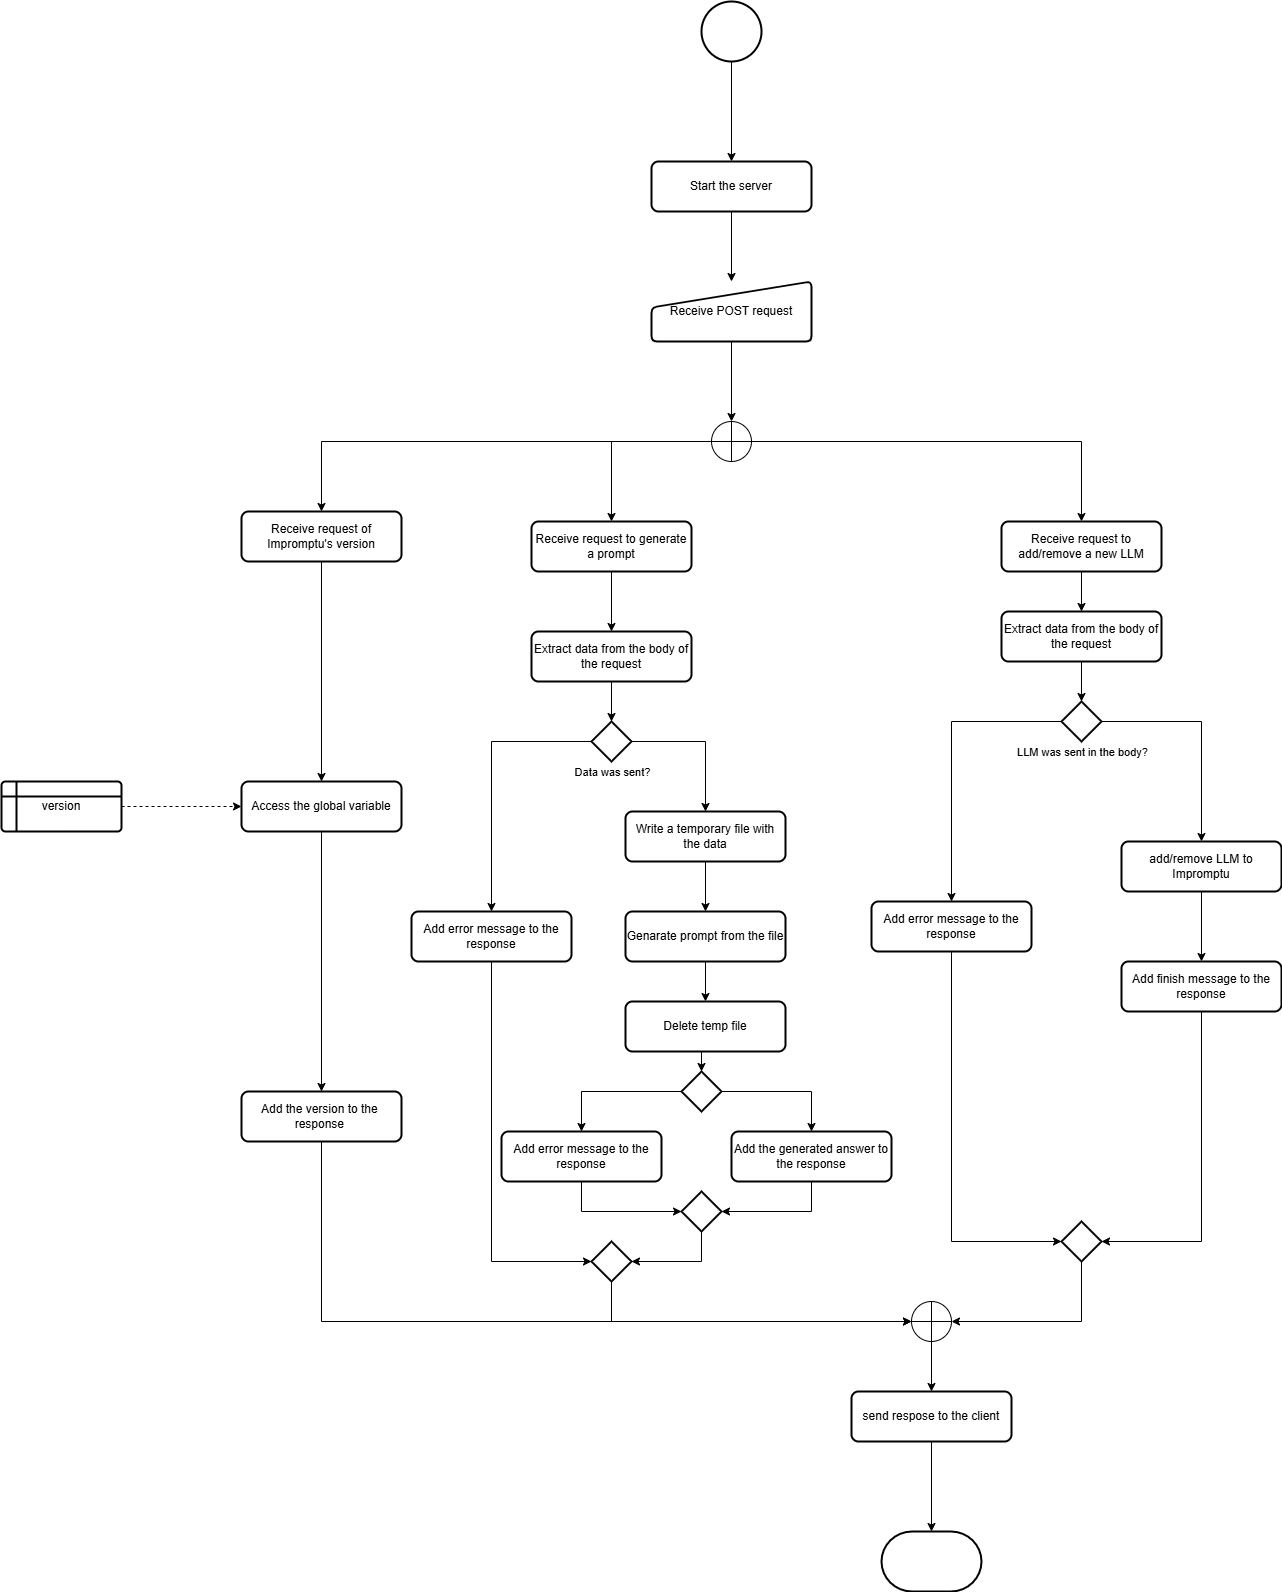 Start the server
Receive POST request
Receive request of
Impromptu's version
Receive request to generate
a prompt
Receive request to
add/remove a new LLM
Extract data from the body of
the request
Extract data from the body of
the request
Data was sent?
LLM was sent in the body?
version
Access the global variable
Write a temporary file with
the data
add/remove LLM to
Impromptu
Add error message to the
response
Genarate prompt from the file
Add error message to the
response
Add finish message to the
response
Delete temp file
Add the version to the
response
Add error message to the
response
Add the generated answer to
the response
send respose to the client